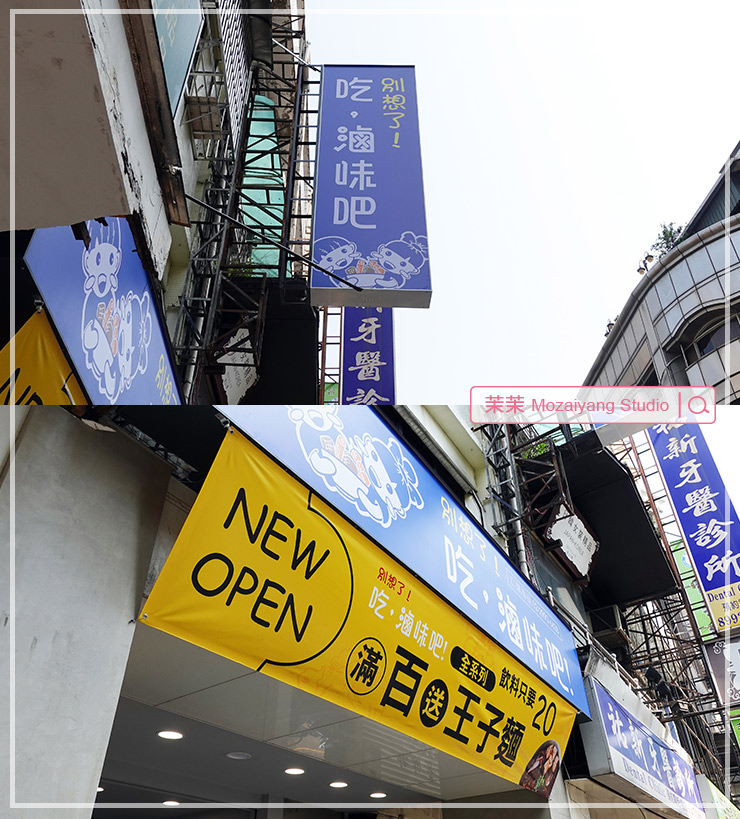 別想了！
吃，滷味吧
新牙醫診
茉茉 Mozaiyang Studio
NEW
OPEN
別想了！
吃，滷味吧！
別想了！
吃，滷味吧！
全系列 飲料只要20
滿百送王子麵
新牙醫診所
Dental